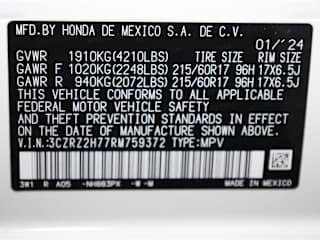 MFD.BY HONDA DE MEXICO S.A. DE C.V.
01/'24
GVWR 1910KG(4210LBS) TIRE SIZE RIM SIZE
GAWR F 1020KG(2248LBS) 215/60R17 96H 17X6.5J
GAWR R 940KG(2072LBS) 215/60R17 96H 17X6.5J
THIS VEHICLE CONFORMS TO ALL APPLICABLE
FEDERAL MOTOR VEHICLE SAFETY
STANDARDS IN EFFECT ON THE
DATE OF MANUFACTURE SHOWN ABOVE.
V.I.N:3CZRZ2H77RM759372 TYPE:MPV
3W1 R A05 -NH883PX -W -M
MADE IN MEXICO